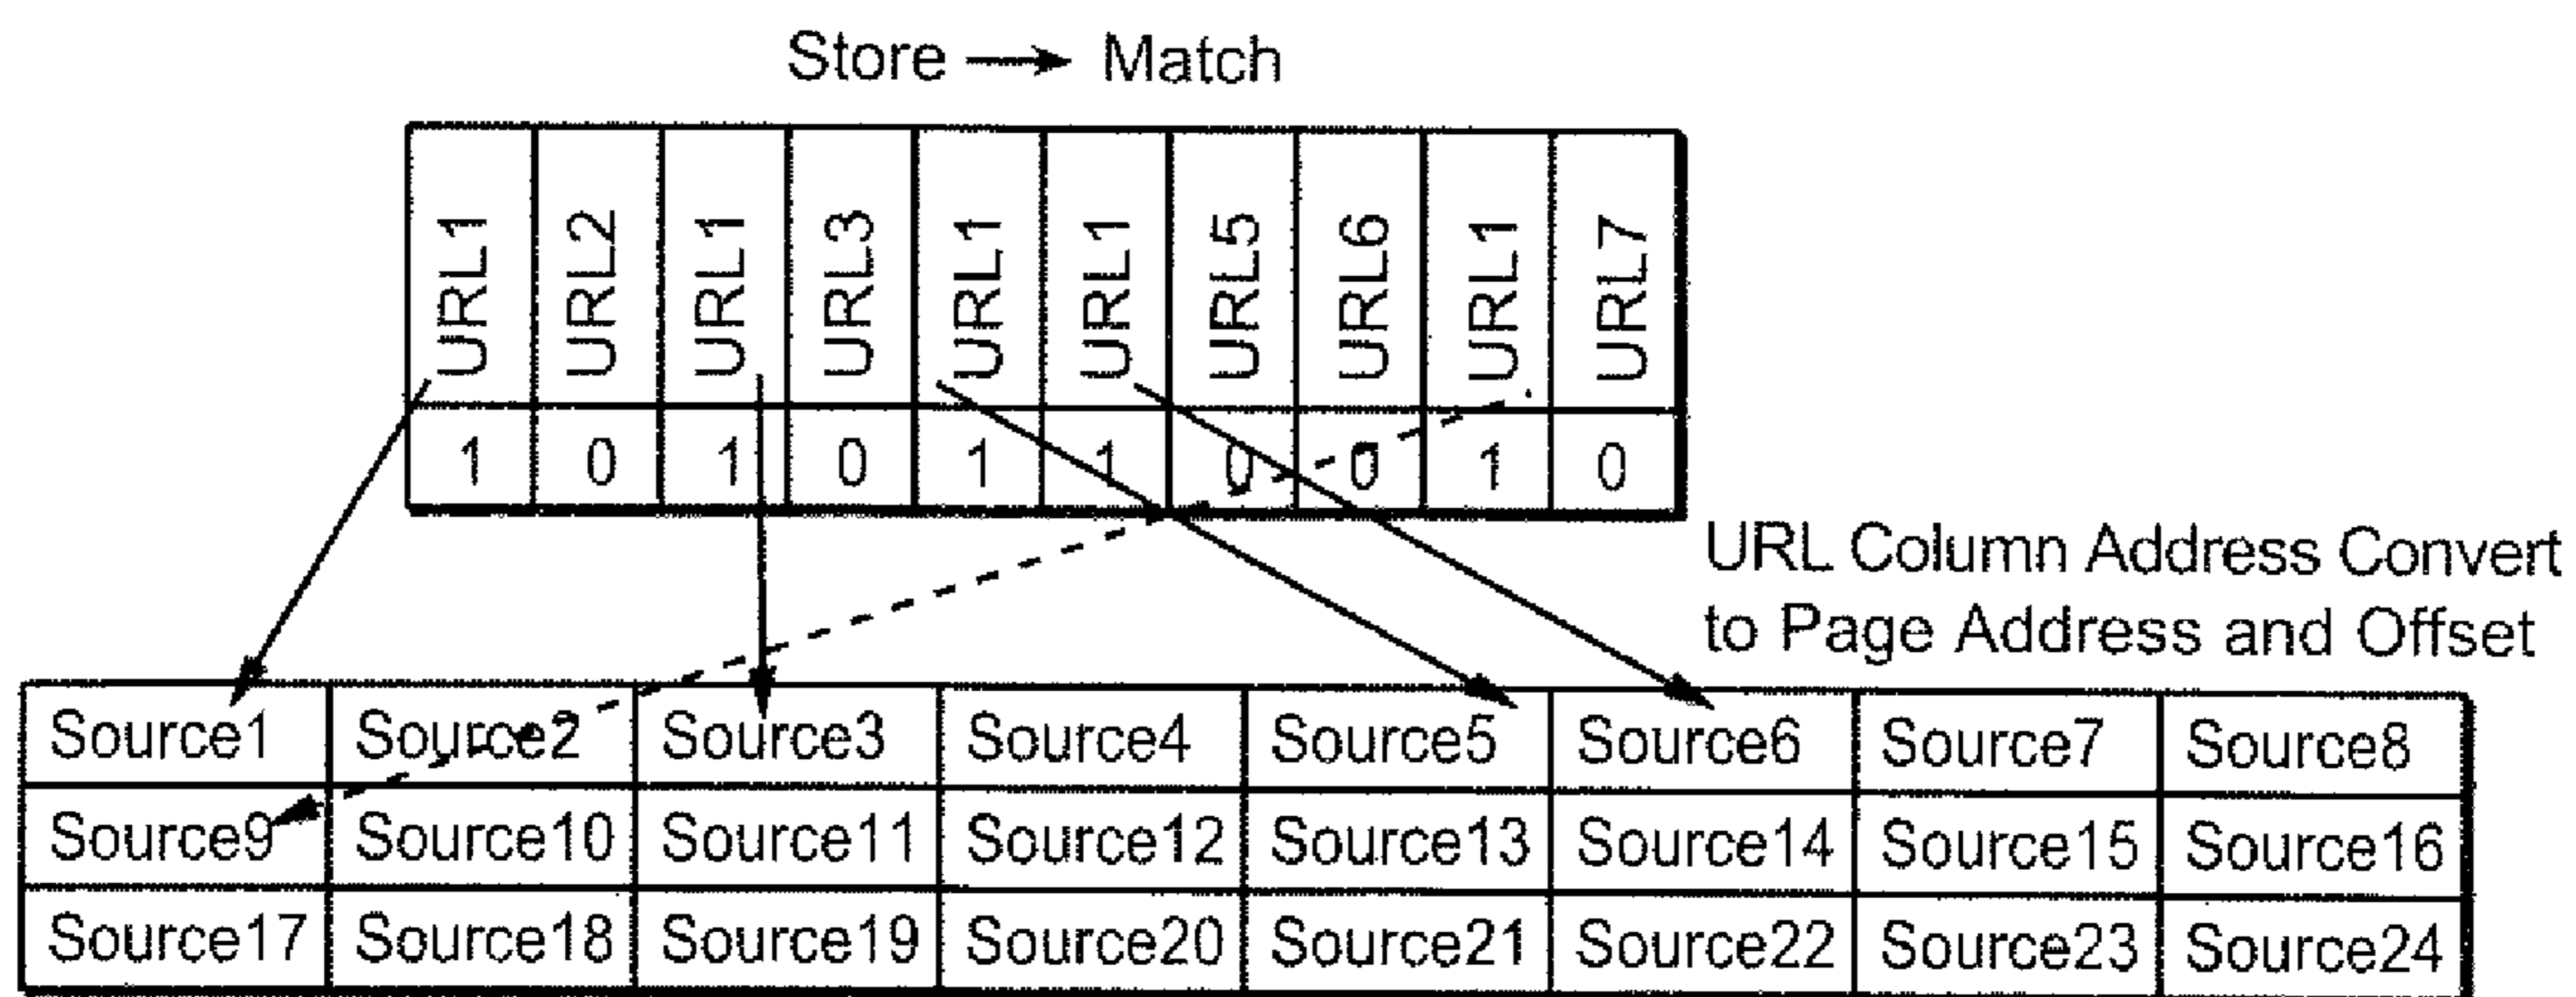 Store → Match
URL1 URL2 URL1 URL3 URL1 URL1 URL5 URL6 URL1 URL7
1 0 1 0 1 1 0 0 1 0
URL Column Address Convert
to Page Address and Offset
Source1 Source2 Source3 Source4 Source5 Source6 Source7 Source8
Source9 Source10 Source11 Source12 Source13 Source14 Source15 Source16
Source17 Source18 Source19 Source20 Source21 Source22 Source23 Source24